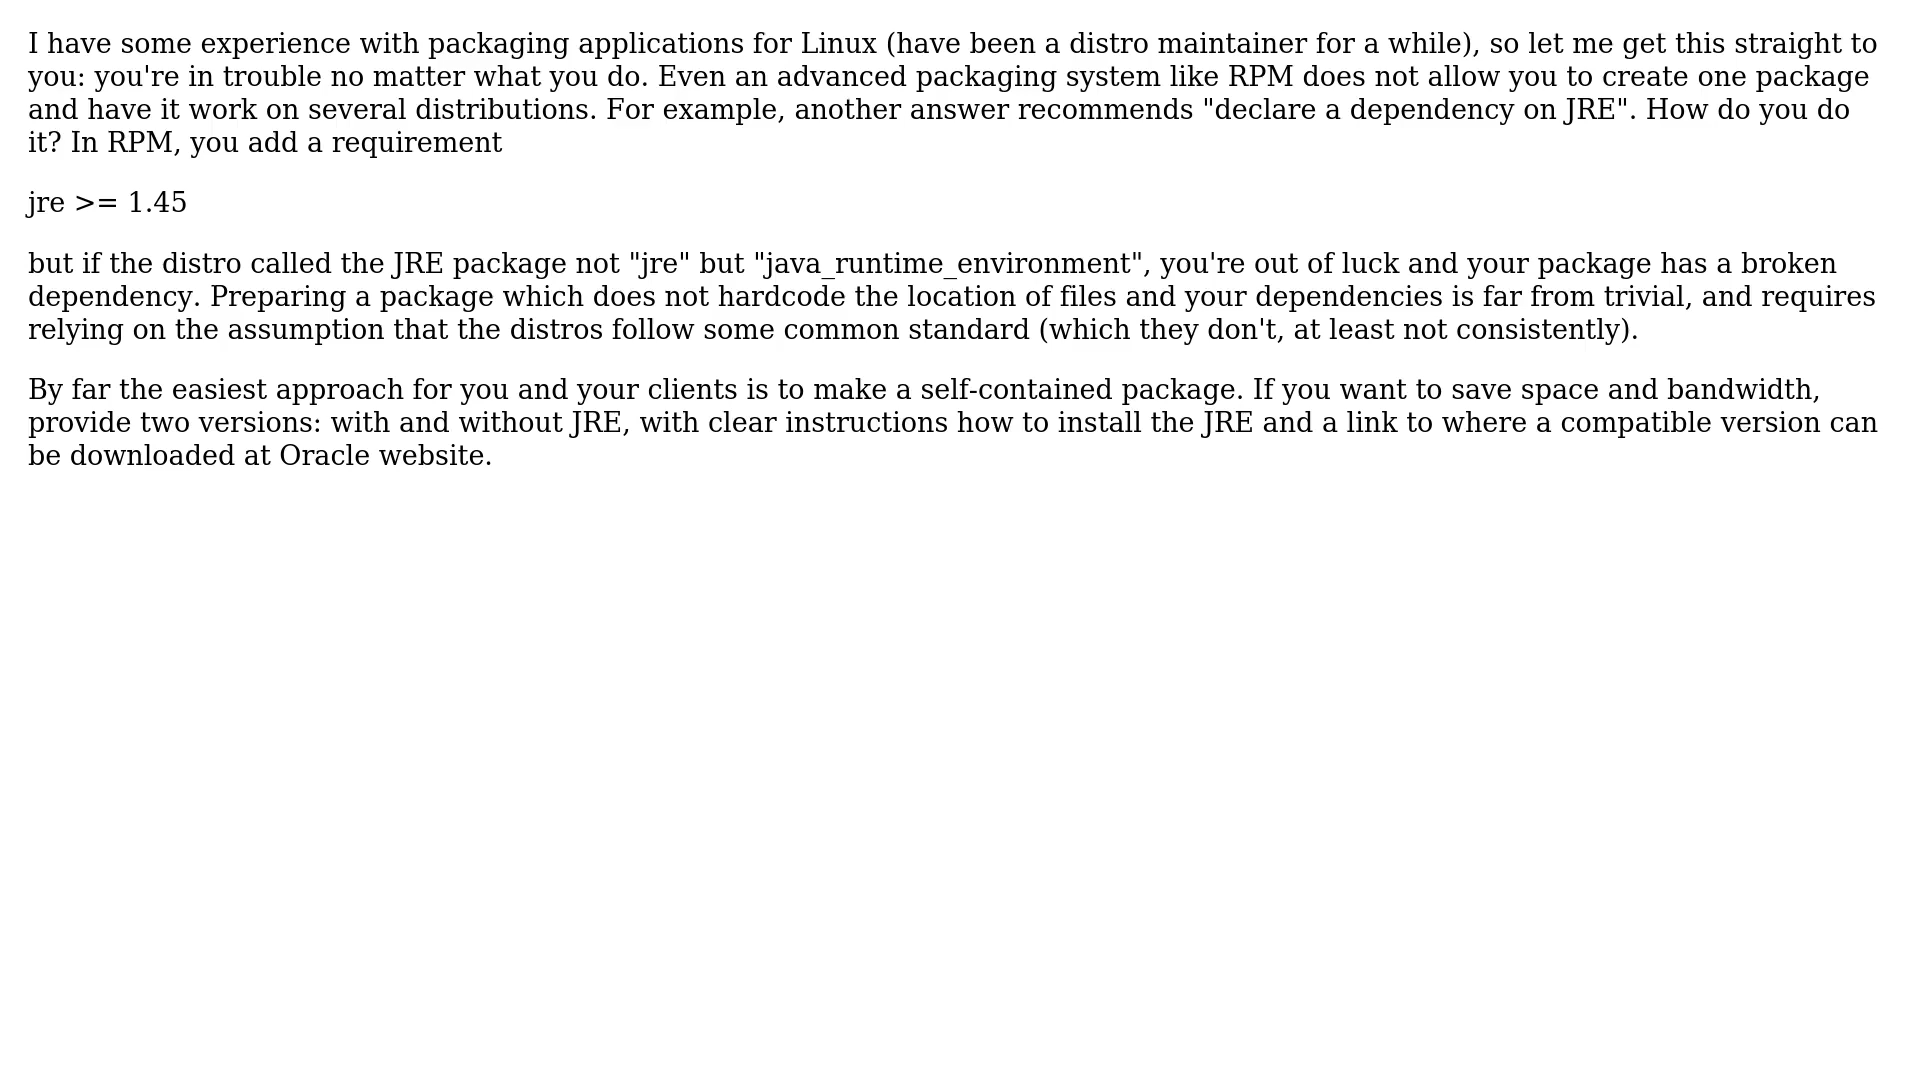 I have some experience with packaging applications for Linux (have been a distro maintainer for a while), so let me get this straight to
you: you're in trouble no matter what you do. Even an advanced packaging system like RPM does not allow you to create one package
and have it work on several distributions. For example, another answer recommends "declare a dependency on JRE". How do you do
it? In RPM, you add a requirement
jre >= 1.45
but if the distro called the JRE package not "jre" but "java_runtime_environment", you're out of luck and your package has a broken
dependency. Preparing a package which does not hardcode the location of files and your dependencies is far from trivial, and requires
relying on the assumption that the distros follow some common standard (which they don't, at least not consistently).
By far the easiest approach for you and your clients is to make a self-contained package. If you want to save space and bandwidth,
provide two versions: with and without JRE, with clear instructions how to install the JRE and a link to where a compatible version can
be downloaded at Oracle website.